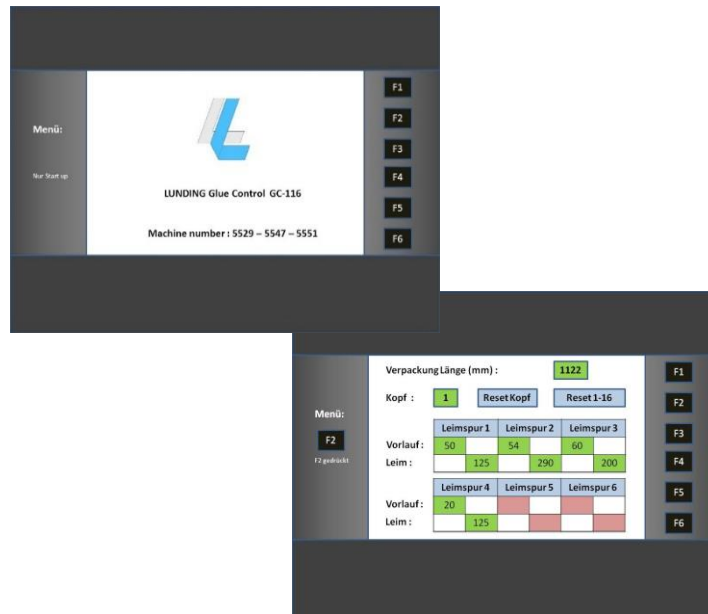 F1
F2
Menü:
F3
Nur Start up
F4
LUNDING Glue Control GC-116
F5
Machine number : 5529 – 5547 – 5551
F6
Verpackung Länge (mm) : 1122
F1
Kopf : 1 Reset Kopf Reset 1-16
F2
Menü:
Leimspur 1 Leimspur 2 Leimspur 3
F3
F2
Vorlauf : 50 54 60
F2 gedrückt
Leim : 125 290 200
F4
Leimspur 4 Leimspur 5 Leimspur 6
F5
Vorlauf : 20
Leim : 125
F6